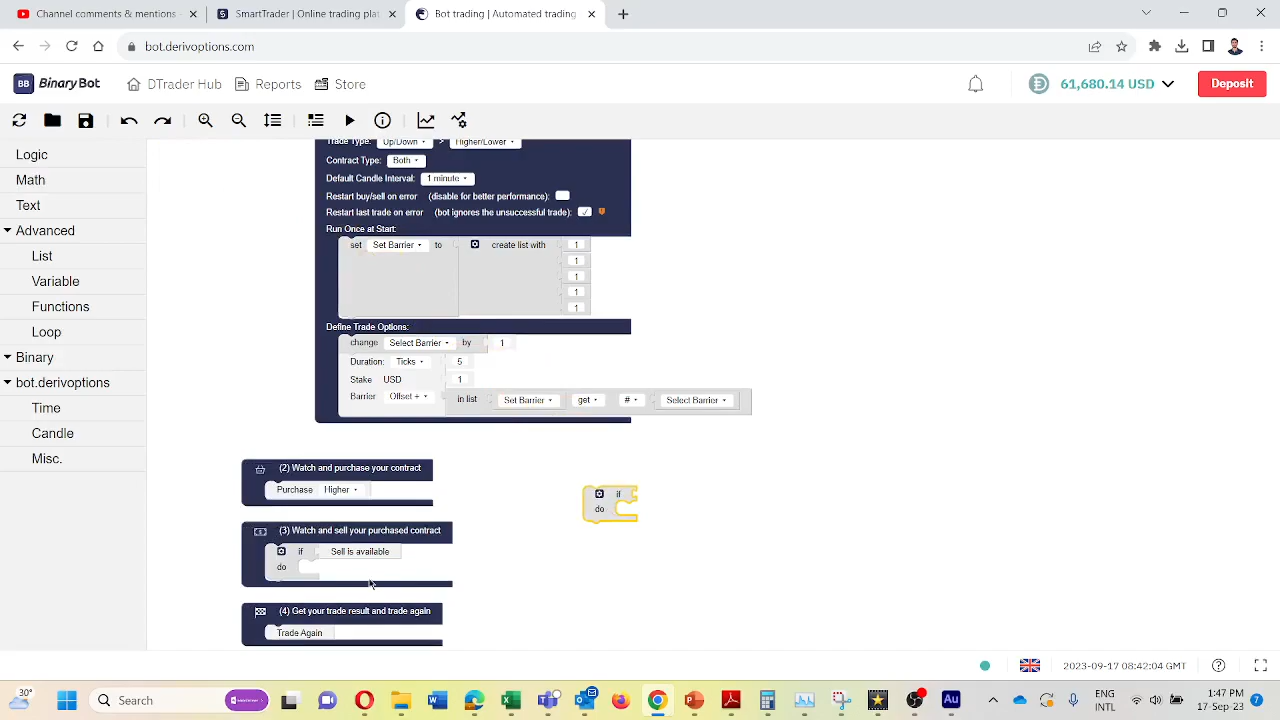 Channel comments & mentions
SmartTrader | Online trading plat
Bot trading | Automated trading
bot.derivoptions.com
BB BinaryBot DTrader Hub Reports Store 61,680.14 USD Deposit
Logic
Math
Text
Advanced
List
Variable
Functions
Loop
Binary
bot.derivoptions
Time
Candle
Misc.
Trade Type: Up/Down > Higher/Lower
Contract Type: Both
Default Candle Interval: 1 minute
Restart buy/sell on error (disable for better performance):
Restart last trade on error (bot ignores the unsuccessful trade): ✓
Run Once at Start:
set Set Barrier to create list with 1
1
1
1
1
Define Trade Options:
change Select Barrier by 1
Duration: Ticks 5
Stake USD 1
Barrier Offset + in list Set Barrier get # Select Barrier
(2) Watch and purchase your contract
Purchase Higher
if
do
(3) Watch and sell your purchased contract
if Sell is available
do
(4) Get your trade result and trade again
Trade Again
2023-09-17 08:42:04 GMT
30°
Search
ENG
INTL
1:47 PM
17-Sep-23
7